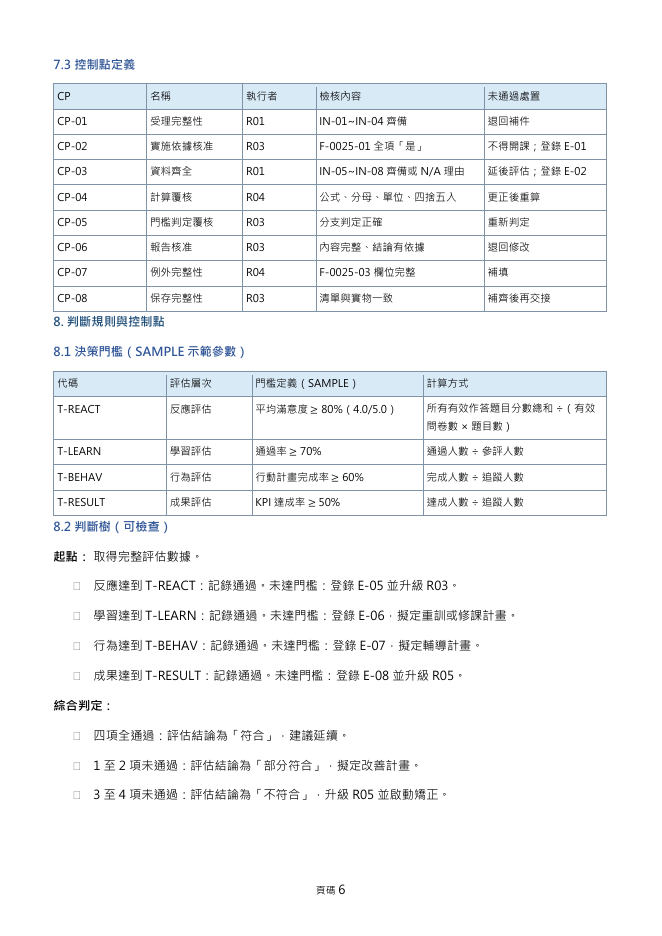 7.3 控制點定義
CP 名稱 執行者 檢核內容 未通過處置
CP-01 受理完整性 R01 IN-01~IN-04 齊備 退回補件
CP-02 實施依據核准 R03 F-0025-01 全項「是」 不得開課；登錄 E-01
CP-03 資料齊全 R01 IN-05~IN-08 齊備或 N/A 理由 延後評估；登錄 E-02
CP-04 計算覆核 R04 公式、分母、單位、四捨五入 更正後重算
CP-05 門檻判定覆核 R03 分支判定正確 重新判定
CP-06 報告核准 R03 內容完整、結論有依據 退回修改
CP-07 例外完整性 R04 F-0025-03 欄位完整 補填
CP-08 保存完整性 R03 清單與實物一致 補齊後再交接
8. 判斷規則與控制點
8.1 決策門檻（SAMPLE 示範參數）
代碼 評估層次 門檻定義（SAMPLE） 計算方式
T-REACT 反應評估 平均滿意度 ≥ 80%（4.0/5.0） 所有有效作答題目分數總和 ÷（有效
問卷數 × 題目數）
T-LEARN 學習評估 通過率 ≥ 70% 通過人數 ÷ 參評人數
T-BEHAV 行為評估 行動計畫完成率 ≥ 60% 完成人數 ÷ 追蹤人數
T-RESULT 成果評估 KPI 達成率 ≥ 50% 達成人數 ÷ 追蹤人數
8.2 判斷樹（可檢查）
起點： 取得完整評估數據。
□ 反應達到 T-REACT：記錄通過。未達門檻：登錄 E-05 並升級 R03。
□ 學習達到 T-LEARN：記錄通過。未達門檻：登錄 E-06，擬定重訓或修課計畫。
□ 行為達到 T-BEHAV：記錄通過。未達門檻：登錄 E-07，擬定輔導計畫。
□ 成果達到 T-RESULT：記錄通過。未達門檻：登錄 E-08 並升級 R05。
綜合判定：
□ 四項全通過：評估結論為「符合」，建議延續。
□ 1 至 2 項未通過：評估結論為「部分符合」，擬定改善計畫。
□ 3 至 4 項未通過：評估結論為「不符合」，升級 R05 並啟動矯正。
頁碼 6